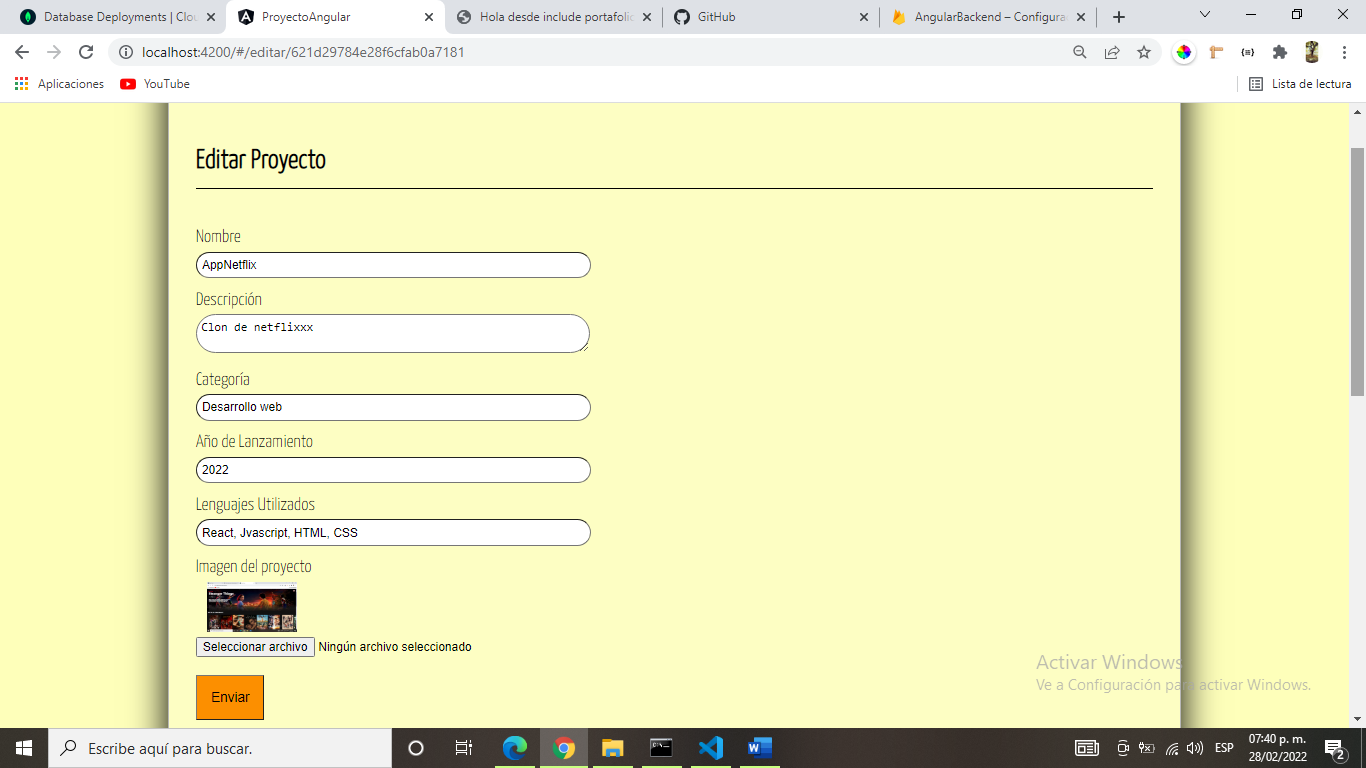 Database Deployments | Clou
ProyectoAngular
Hola desde include portafolio
GitHub
AngularBackend – Configura
localhost:4200/#/editar/621d29784e28f6cfab0a7181
Aplicaciones
YouTube
Lista de lectura
Editar Proyecto
Nombre
AppNetflix
Descripción
Clon de netflixxx
Categoría
Desarrollo web
Año de Lanzamiento
2022
Lenguajes Utilizados
React, Jvascript, HTML, CSS
Imagen del proyecto
Seleccionar archivo Ningún archivo seleccionado
Enviar
Activar Windows
Ve a Configuración para activar Windows.
Escribe aquí para buscar.
ESP
07:40 p. m.
28/02/2022
2